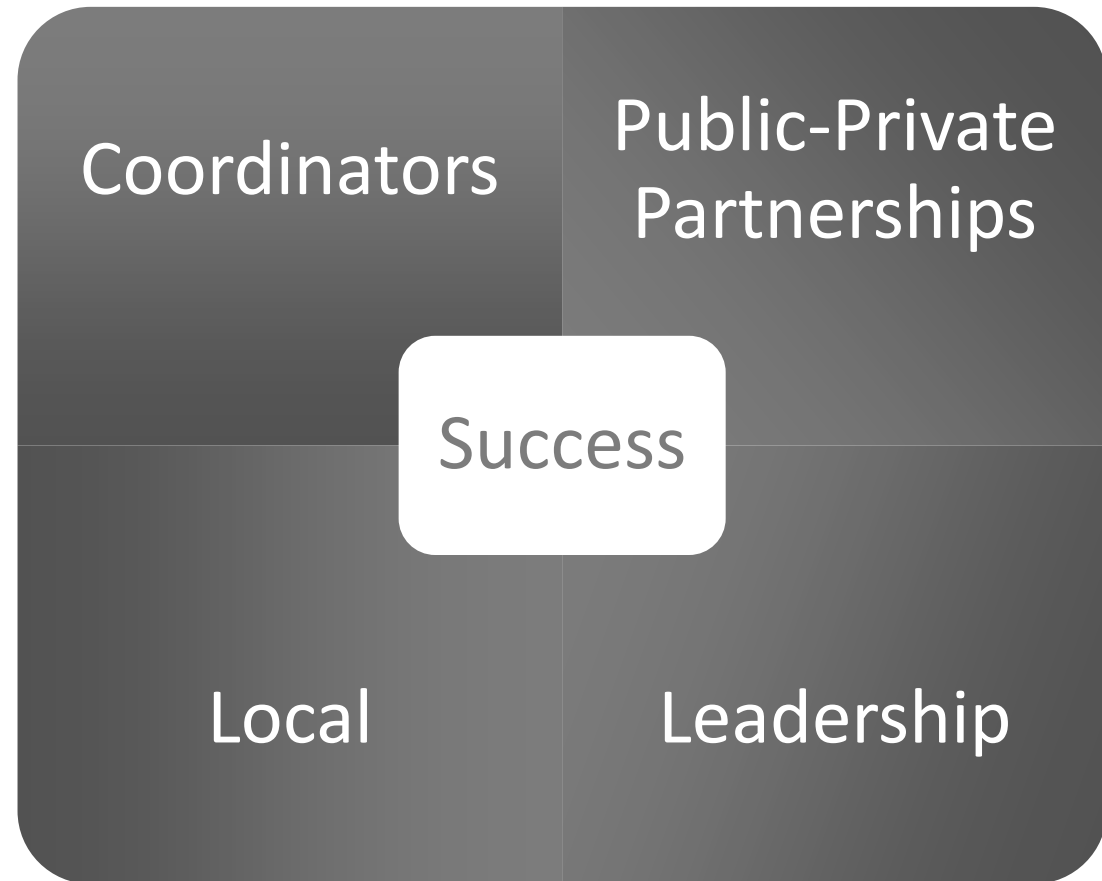 Coordinators
Public-Private
Partnerships
Success
Local
Leadership